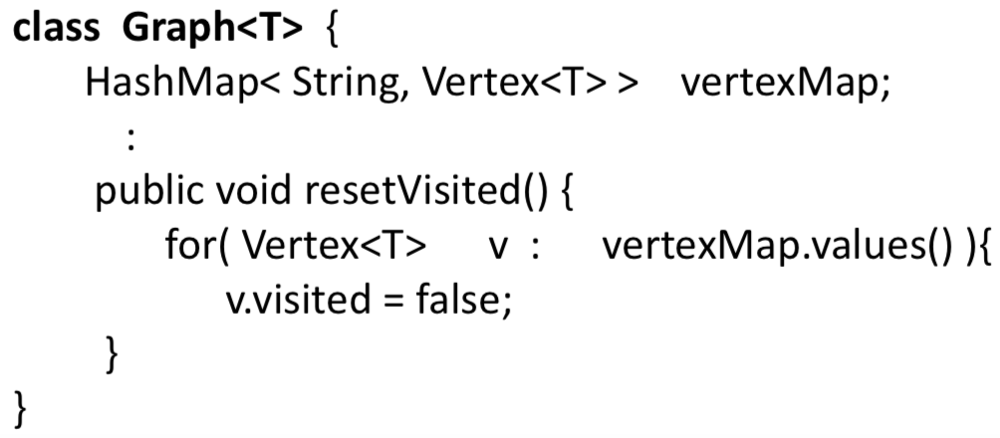 class Graph<T> {
HashMap< String, Vertex<T> > vertexMap;
:
public void resetVisited() {
for( Vertex<T> v : vertexMap.values() ){
v.visited = false;
}
}